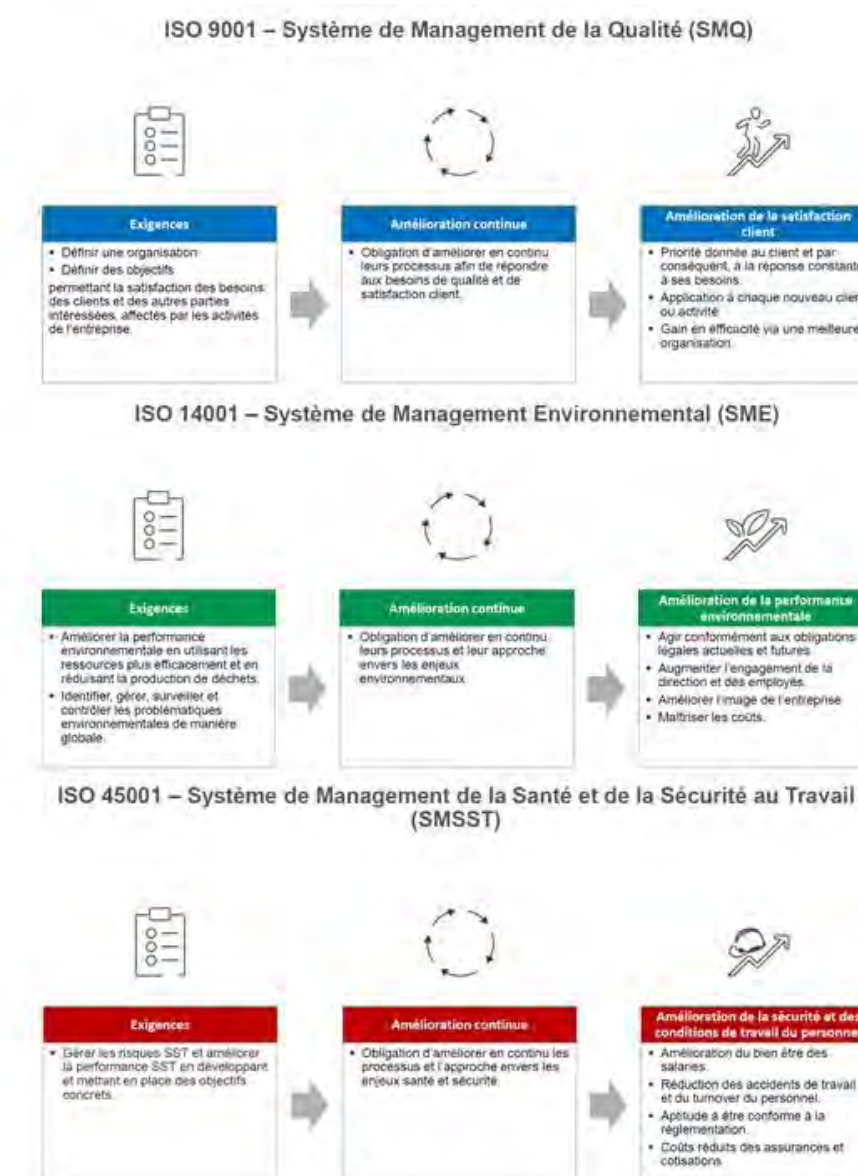 ISO 9001 – Système de Management de la Qualité (SMQ)
Exigences
• Définir une organisation
• Définir des objectifs
permettant la satisfaction des besoins
des clients et des autres parties
intéressées, affectés par les activités
de l'entreprise.
Amélioration continue
• Obligation d'améliorer en continu
leurs processus afin de répondre
aux besoins de qualité et de
satisfaction client.
Amélioration de la satisfaction
client
• Priorité donnée au client et par
conséquent, à la réponse constante
à ses besoins.
• Application à chaque nouveau clien
ou activité
• Gain en efficacité via une meilleure
organisation.
ISO 14001 – Système de Management Environnemental (SME)
Exigences
• Améliorer la performance
environnementale en utilisant les
ressources plus efficacement et en
réduisant la production de déchets.
• Identifier, gérer, surveiller et
contrôler les problématiques
environnementales de manière
globale.
Amélioration continue
• Obligation d'améliorer en continu
leurs processus et leur approche
envers les enjeux
environnementaux
Amélioration de la performance
environnementale
• Agir conformément aux obligations
légales actuelles et futures
• Augmenter l'engagement de la
direction et des employés.
• Améliorer l'image de l'entreprise
• Maîtriser les coûts.
ISO 45001 – Système de Management de la Santé et de la Sécurité au Travail
(SMSST)
Exigences
• Gérer les risques SST et améliorer
la performance SST en développant
et mettant en place des objectifs
concrets.
Amélioration continue
• Obligation d'améliorer en continu les
processus et l'approche envers les
enjeux santé et sécurité.
Amélioration de la sécurité et des
conditions de travail du personnel
• Amélioration du bien être des
salariés.
• Réduction des accidents de travail
et du turnover du personnel.
• Aptitude à être conforme à la
réglementation.
• Coûts réduits des assurances et
cotisations